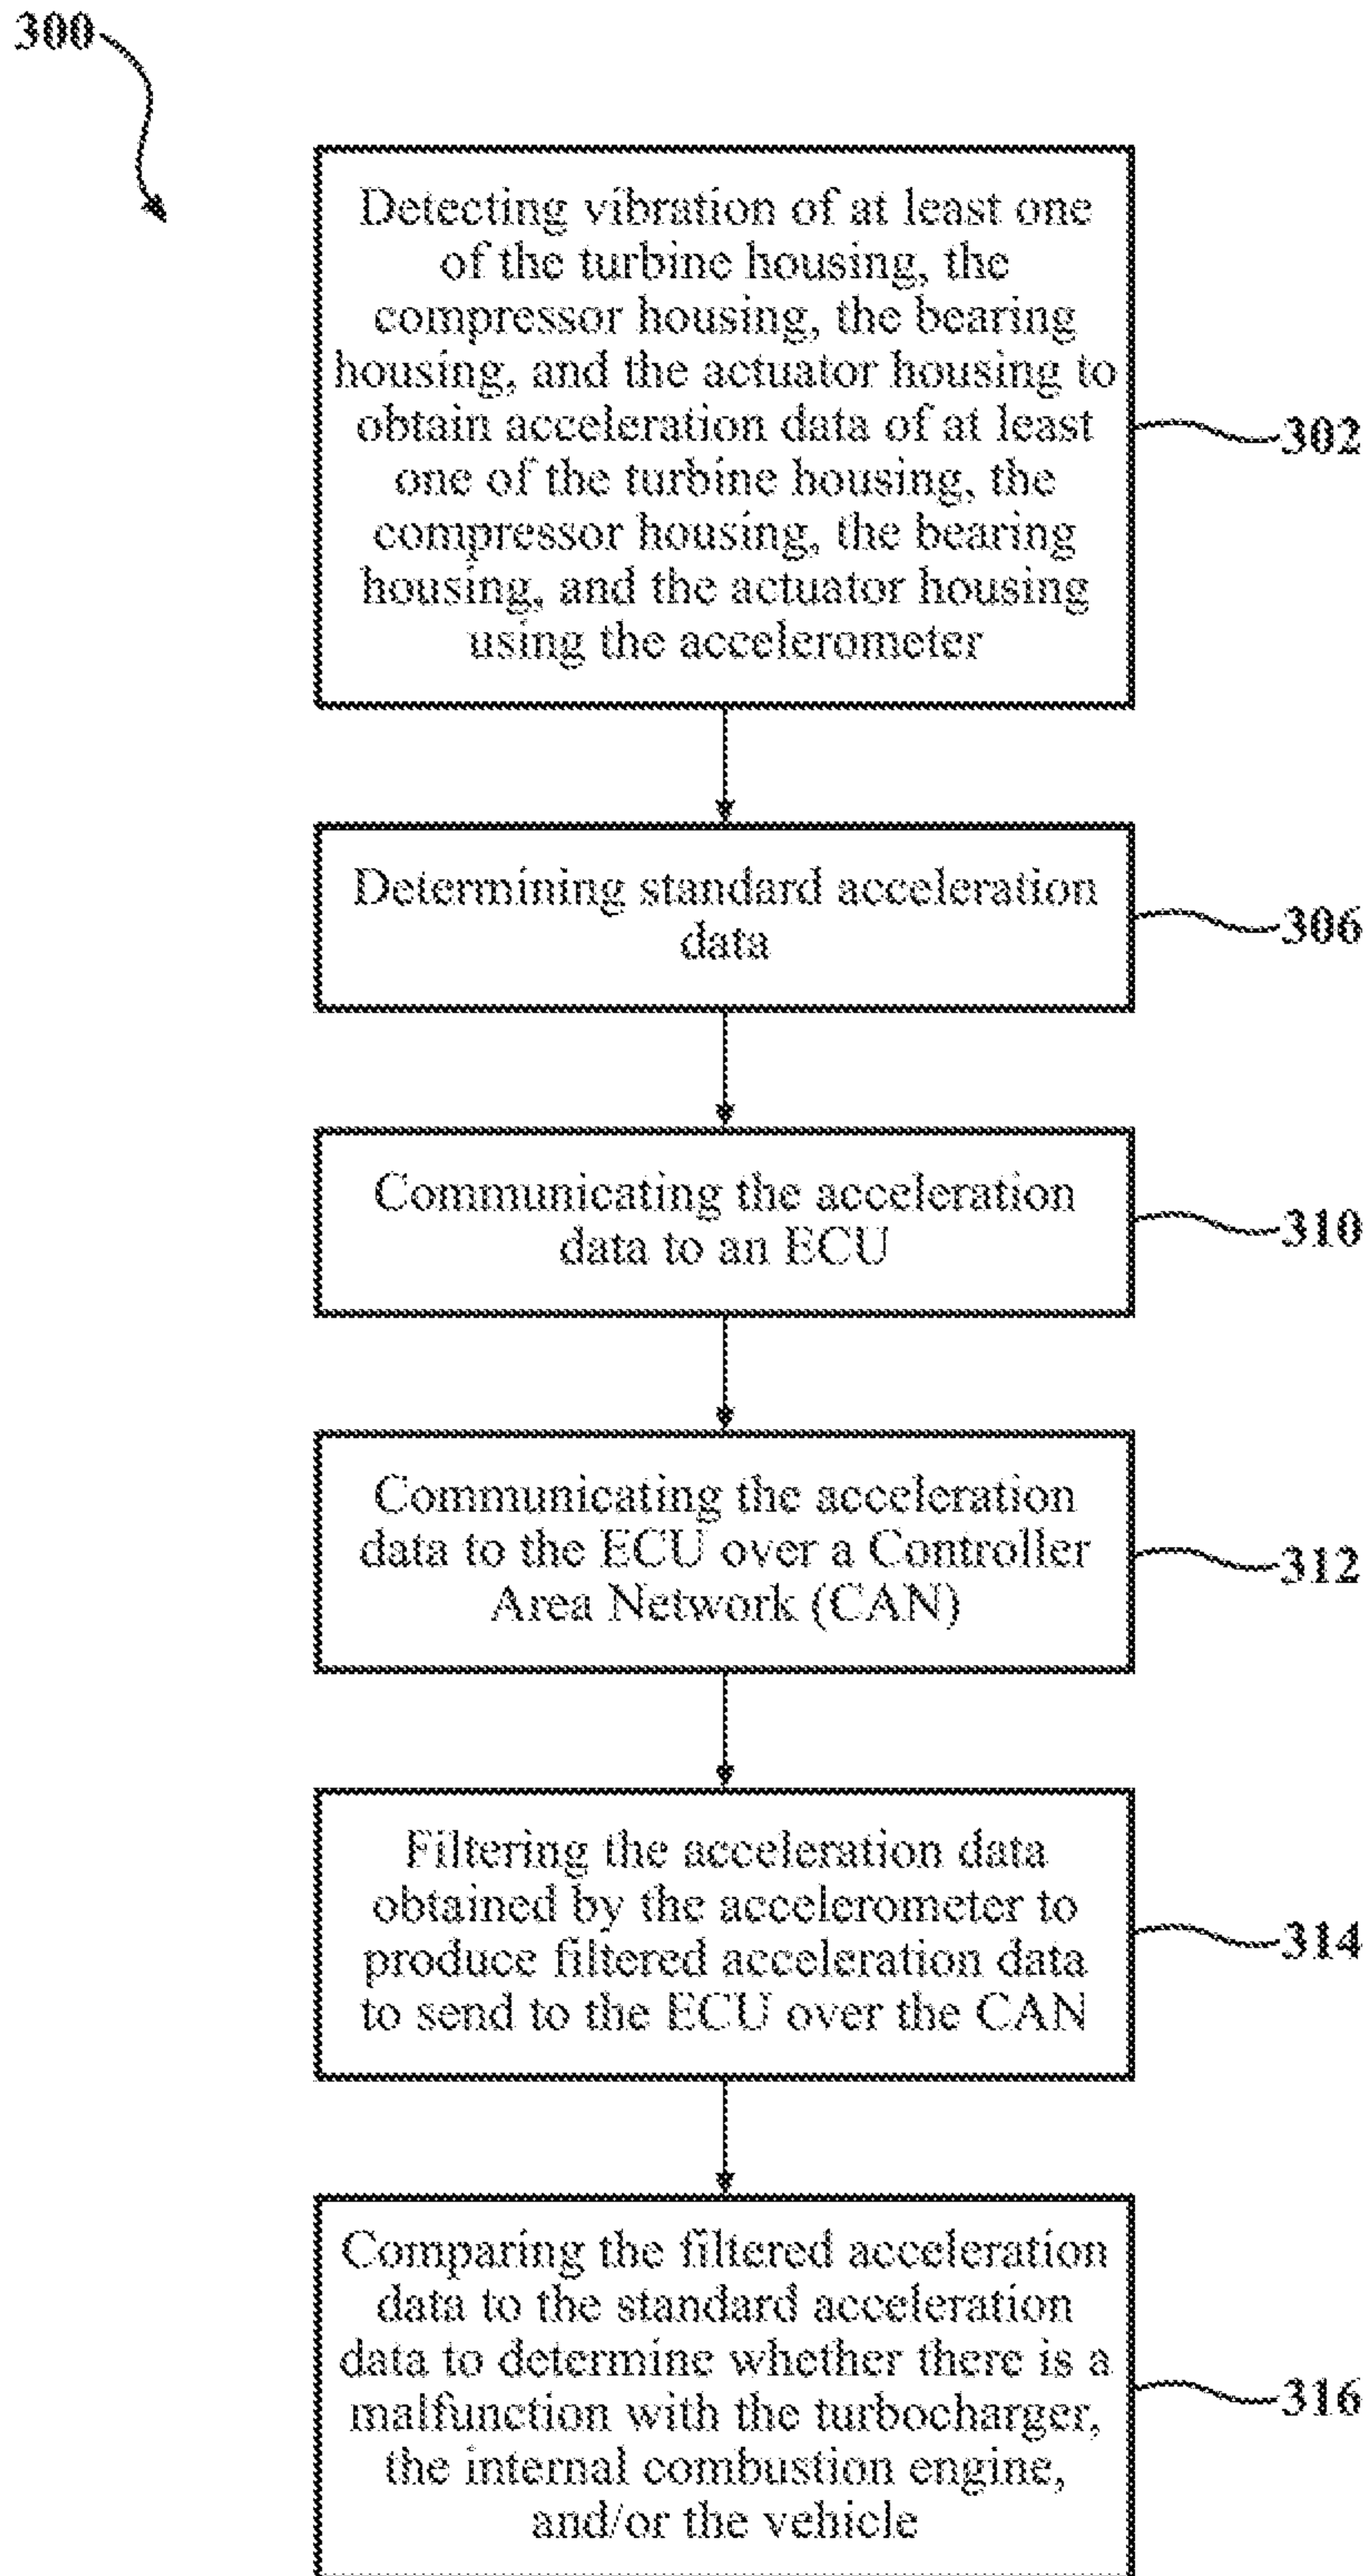 300
Detecting vibration of at least one
of the turbine housing, the
compressor housing, the bearing
housing, and the actuator housing to
obtain acceleration data of at least
one of the turbine housing, the
compressor housing, the bearing
housing, and the actuator housing
using the accelerometer
302
Determining standard acceleration
data
306
Communicating the acceleration
data to an ECU
310
Communicating the acceleration
data to the ECU over a Controller
Area Network (CAN)
312
Filtering the acceleration data
obtained by the accelerometer to
produce filtered acceleration data
to send to the ECU over the CAN
314
Comparing the filtered acceleration
data to the standard acceleration
data to determine whether there is a
malfunction with the turbocharger,
the internal combustion engine,
and/or the vehicle
316